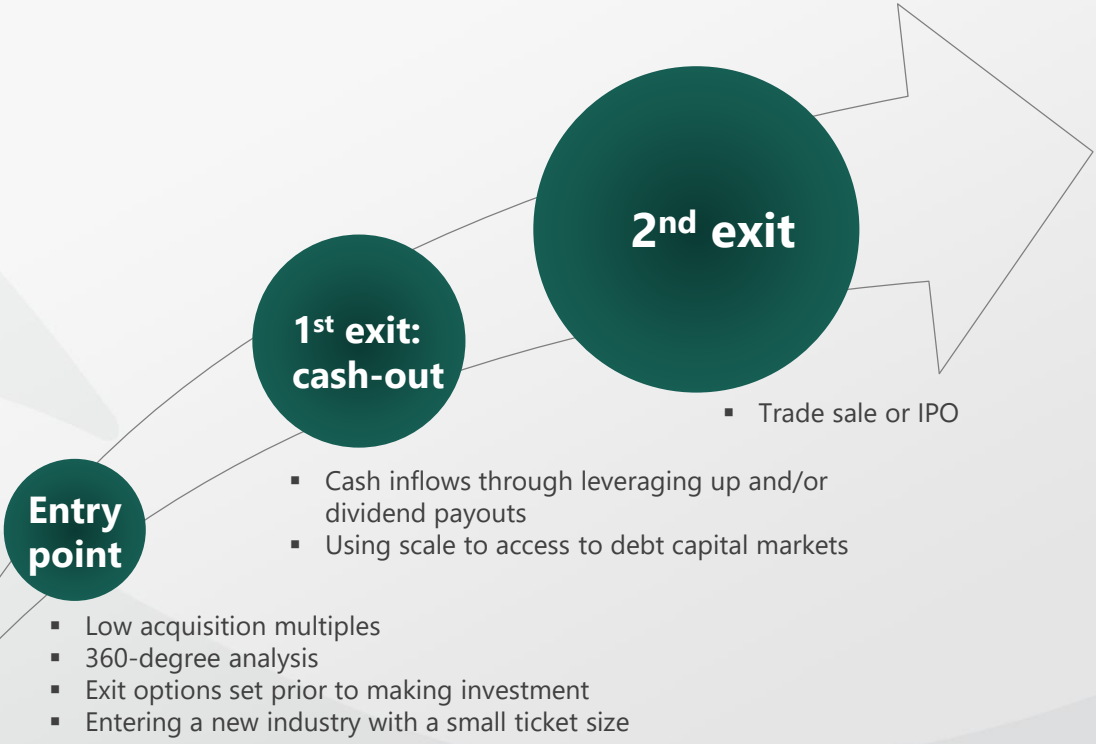 2nd exit
1st exit:
cash-out
▪ Trade sale or IPO
▪ Cash inflows through leveraging up and/or
dividend payouts
▪ Using scale to access to debt capital markets
Entry
point
▪ Low acquisition multiples
▪ 360-degree analysis
▪ Exit options set prior to making investment
▪ Entering a new industry with a small ticket size